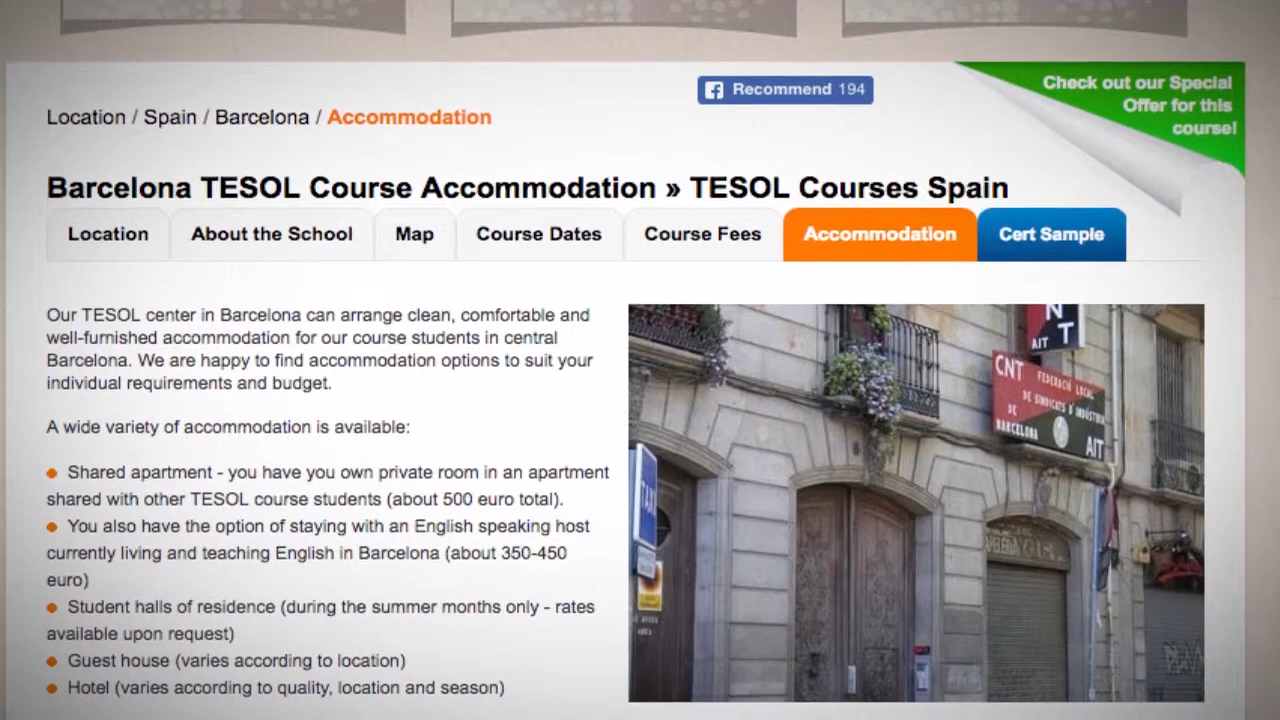 Check out our Special
Offer for this
course!
Recommend 194
Location / Spain / Barcelona / Accommodation
Barcelona TESOL Course Accommodation » TESOL Courses Spain
Location
About the School
Map
Course Dates
Course Fees
Accommodation
Cert Sample
Our TESOL center in Barcelona can arrange clean, comfortable and
well-furnished accommodation for our course students in central
Barcelona. We are happy to find accommodation options to suit your
individual requirements and budget.
A wide variety of accommodation is available:
Shared apartment - you have you own private room in an apartment
shared with other TESOL course students (about 500 euro total).
You also have the option of staying with an English speaking host
currently living and teaching English in Barcelona (about 350-450
euro)
Student halls of residence (during the summer months only - rates
available upon request)
Guest house (varies according to location)
Hotel (varies according to quality, location and season)
N
T
AIT
CNT FEDERACIÓ LOCAL
DE SINDICATS D'INDÚSTRIA
DE
BARCELONA
AIT
TAXI